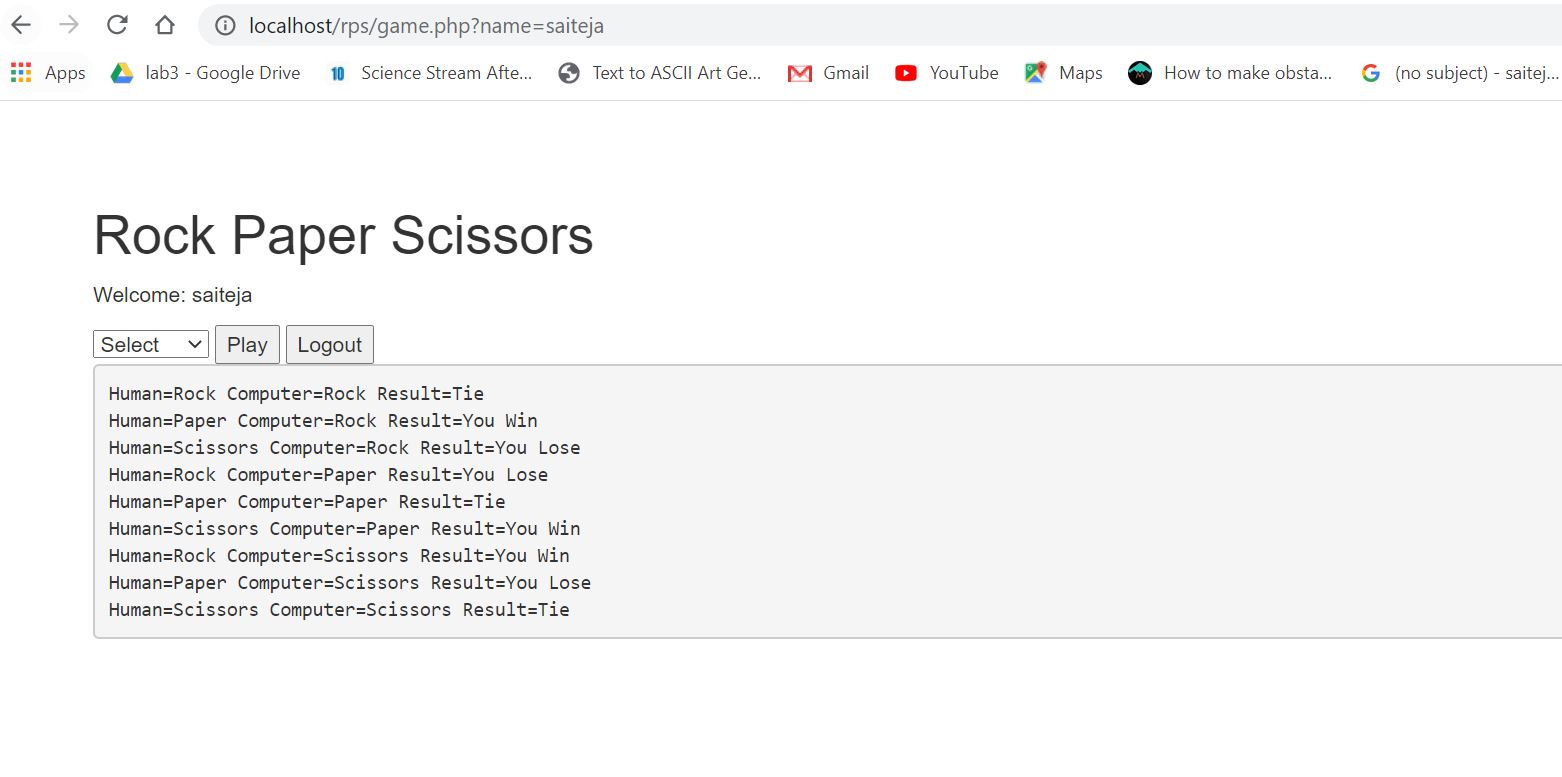 localhost/rps/game.php?name=saiteja
Apps lab3 - Google Drive 10 Science Stream Afte... Text to ASCII Art Ge... Gmail YouTube Maps M How to make obsta... G (no subject) - saitej...
Rock Paper Scissors
Welcome: saiteja
Select Play Logout
Human=Rock Computer=Rock Result=Tie
Human=Paper Computer=Rock Result=You Win
Human=Scissors Computer=Rock Result=You Lose
Human=Rock Computer=Paper Result=You Lose
Human=Paper Computer=Paper Result=Tie
Human=Scissors Computer=Paper Result=You Win
Human=Rock Computer=Scissors Result=You Win
Human=Paper Computer=Scissors Result=You Lose
Human=Scissors Computer=Scissors Result=Tie